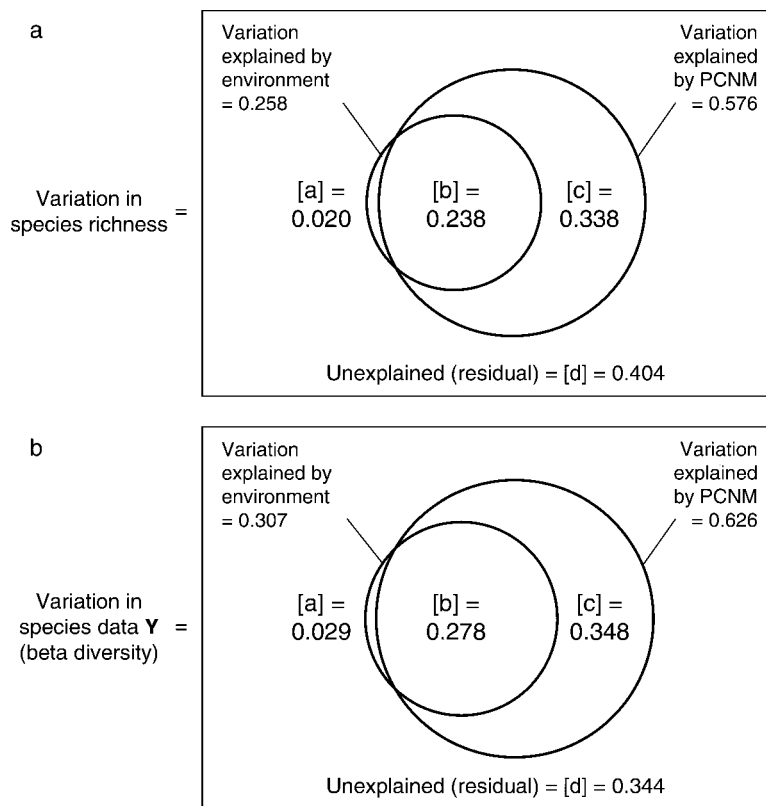 a
Variation
explained by
environment
= 0.258
Variation
explained
by PCNM
= 0.576
Variation in
species richness =
[a] =
0.020
[b] =
0.238
[c] =
0.338
Unexplained (residual) = [d] = 0.404
b
Variation
explained by
environment
= 0.307
Variation
explained
by PCNM
= 0.626
Variation in
species data Y =
(beta diversity)
[a] =
0.029
[b] =
0.278
[c] =
0.348
Unexplained (residual) = [d] = 0.344